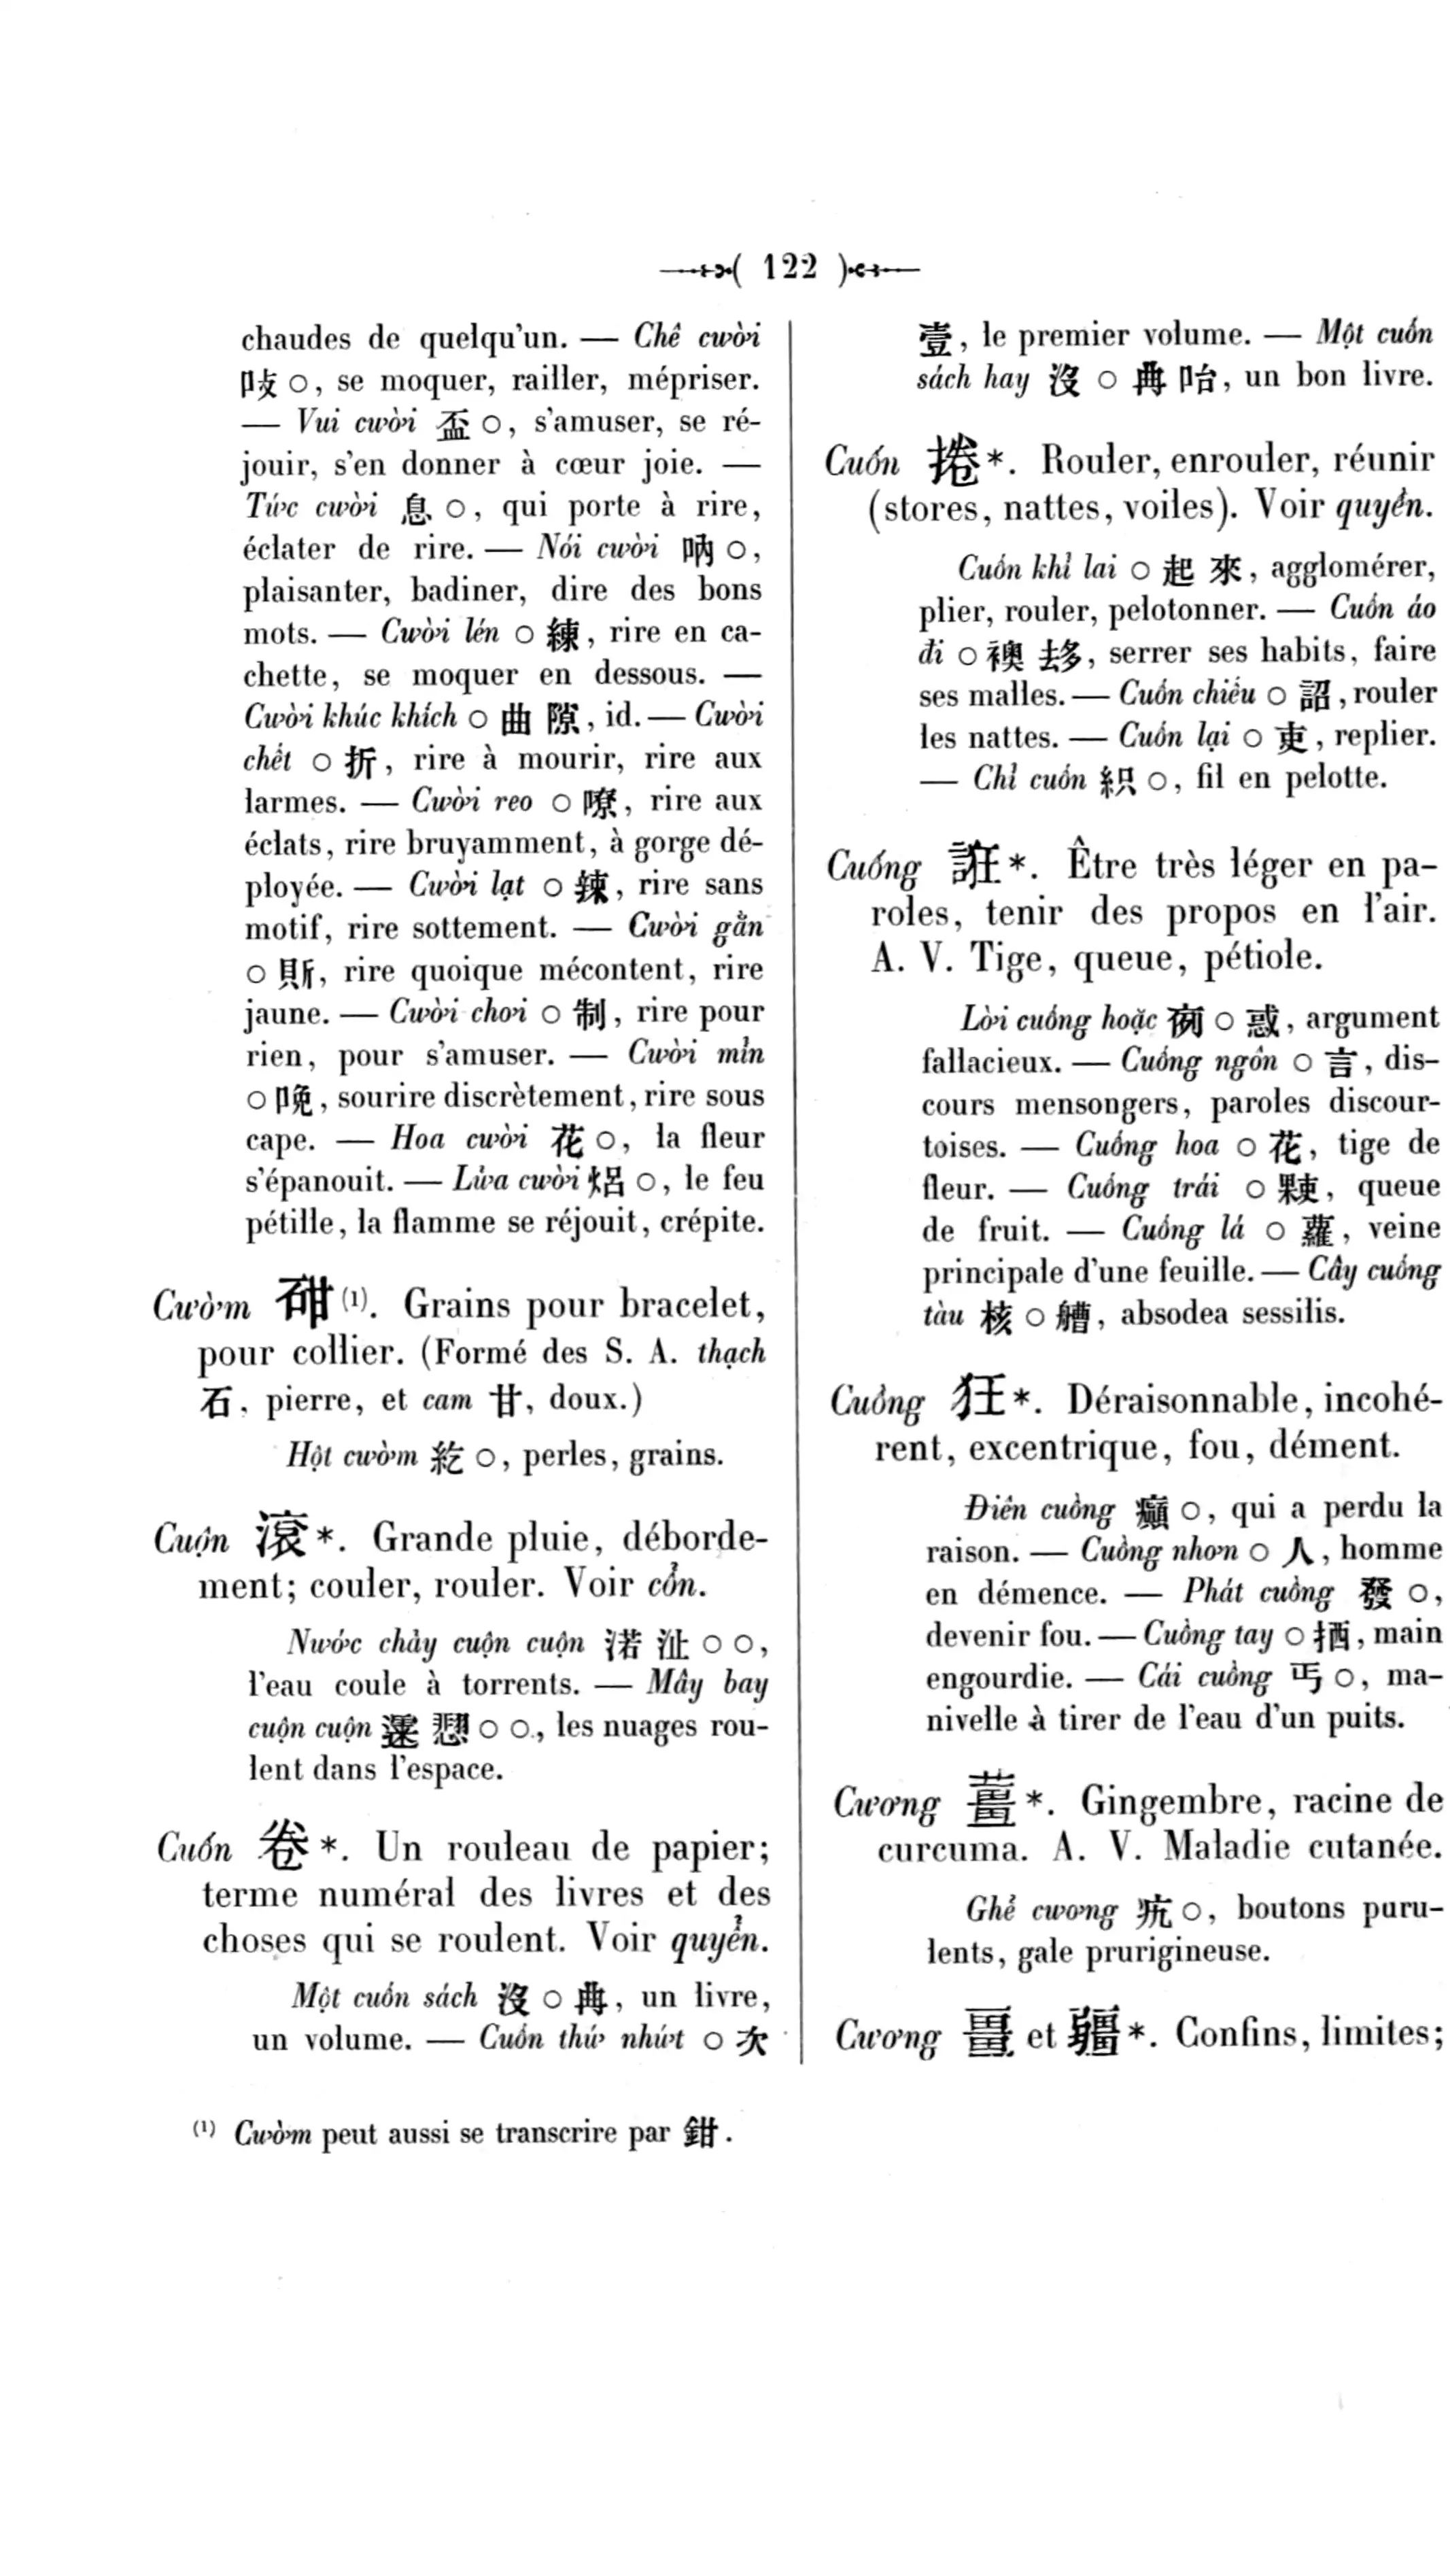 ( 122 )
chaudes de quelqu'un. — Chê cười
吱 ○, se moquer, railler, mépriser.
— Vui cười 盃 ○, s'amuser, se ré-
jouir, s'en donner à cœur joie. —
Tức cười 息 ○, qui porte à rire,
éclater de rire. — Nói cười 吶 ○,
plaisanter, badiner, dire des bons
mots. — Cười lén ○ 練, rire en ca-
chette, se moquer en dessous. —
Cười khúc khích ○ 曲 隙, id. — Cười
chết ○ 折, rire à mourir, rire aux
larmes. — Cười reo ○ 嘹, rire aux
éclats, rire bruyamment, à gorge dé-
ployée. — Cười lạt ○ 辣, rire sans
motif, rire sottement. — Cười gằn
○ 𧵆, rire quoique mécontent, rire
jaune. — Cười chơi ○ 制, rire pour
rien, pour s'amuser. — Cười mỉn
○ 𠵩, sourire discrètement, rire sous
cape. — Hoa cười 花 ○, la fleur
s'épanouit. — Lửa cười 焒 ○, le feu
pétille, la flamme se réjouit, crépite.
Cườm 𥑂 (1). Grains pour bracelet,
pour collier. (Formé des S. A. thạch
石, pierre, et cam 甘, doux.)
Hột cườm 紇 ○, perles, grains.
Cuộn 滾 *. Grande pluie, déborde-
ment; couler, rouler. Voir cổn.
Nước chảy cuộn cuộn 渃 沚 ○ ○,
l'eau coule à torrents. — Mây bay
cuộn cuộn ○ ○, les nuages rou-
lent dans l'espace.
Cuốn 卷 *. Un rouleau de papier;
terme numéral des livres et des
choses qui se roulent. Voir quyển.
Một cuốn sách 沒 ○ 冊, un livre,
un volume. — Cuốn thứ nhứt ○ 次
壹, le premier volume. — Một cuốn
sách hay 沒 ○ 冊 咍, un bon livre.
Cuốn 捲 *. Rouler, enrouler, réunir
(stores, nattes, voiles). Voir quyển.
Cuốn khỉ lai ○ 起 來, agglomérer,
plier, rouler, pelotonner. — Cuốn áo
đi ○ 襖 𠫾, serrer ses habits, faire
ses malles. — Cuốn chiếu ○ 詔, rouler
les nattes. — Cuốn lại ○ 吏, replier.
— Chỉ cuốn 織 ○, fil en pelotte.
Cuống 誑 *. Être très léger en pa-
roles, tenir des propos en l'air.
A. V. Tige, queue, pétiole.
Lời cuống hoặc ○ 惑, argument
fallacieux. — Cuống ngôn ○ 言, dis-
cours mensongers, paroles discour-
toises. — Cuống hoa ○ 花, tige de
fleur. — Cuống trái ○ 𣛤, queue
de fruit. — Cuống lá ○ 蘿, veine
principale d'une feuille. — Cây cuống
tàu 核 ○ 艚, absodea sessilis.
Cuồng 狂 *. Déraisonnable, incohé-
rent, excentrique, fou, dément.
Điên cuồng 癲 ○, qui a perdu la
raison. — Cuồng nhơn ○ 人, homme
en démence. — Phát cuồng 發 ○,
devenir fou. — Cuồng tay ○ 拪, main
engourdie. — Cái cuồng 丐 ○, ma-
nivelle à tirer de l'eau d'un puits.
Cương 薑 *. Gingembre, racine de
curcuma. A. V. Maladie cutanée.
Ghẻ cương 疣 ○, boutons puru-
lents, gale prurigineuse.
Cương 畺 et 疆 *. Confins, limites;
(1) Cườm peut aussi se transcrire par 鉗.